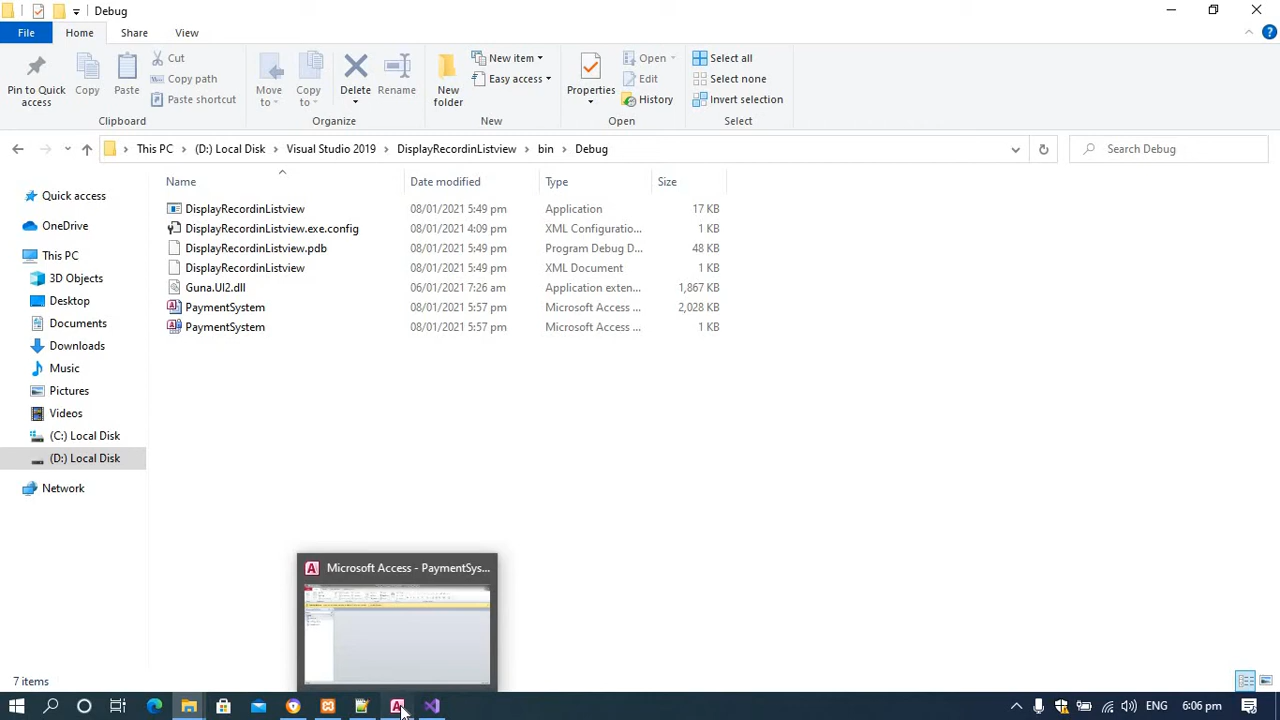 Debug
File Home Share View
Pin to Quick access
Copy
Paste
Cut
Copy path
Paste shortcut
Clipboard
Move to
Copy to
Delete
Rename
Organize
New folder
New item
Easy access
New
Properties
Open
Edit
History
Open
Select all
Select none
Invert selection
Select
This PC > (D:) Local Disk > Visual Studio 2019 > DisplayRecordinListview > bin > Debug
Search Debug
Quick access
OneDrive
This PC
3D Objects
Desktop
Documents
Downloads
Music
Pictures
Videos
(C:) Local Disk
(D:) Local Disk
Network
Name Date modified Type Size
DisplayRecordinListview 08/01/2021 5:49 pm Application 17 KB
DisplayRecordinListview.exe.config 08/01/2021 4:09 pm XML Configuratio... 1 KB
DisplayRecordinListview.pdb 08/01/2021 5:49 pm Program Debug D... 48 KB
DisplayRecordinListview 08/01/2021 5:49 pm XML Document 1 KB
Guna.UI2.dll 06/01/2021 7:26 am Application exten... 1,867 KB
PaymentSystem 08/01/2021 5:57 pm Microsoft Access ... 2,028 KB
PaymentSystem 08/01/2021 5:57 pm Microsoft Access ... 1 KB
Microsoft Access - PaymentSys...
7 items
ENG 6:06 pm